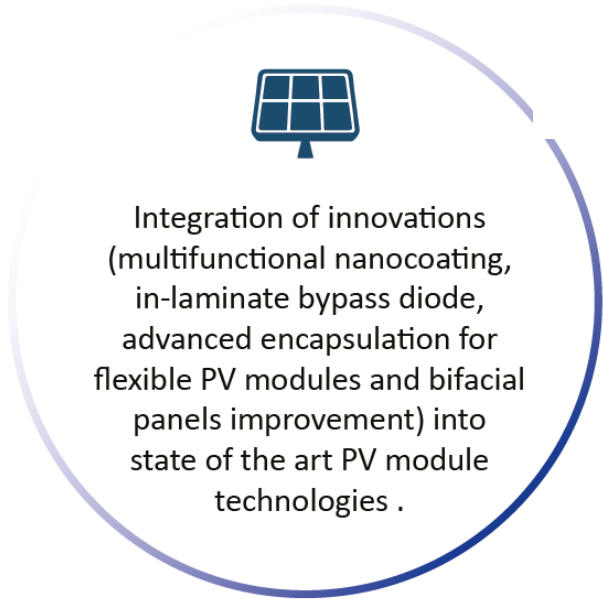 Integration of innovations
(multifunctional nanocoating,
in-laminate bypass diode,
advanced encapsulation for
flexible PV modules and bifacial
panels improvement) into
state of the art PV module
technologies .